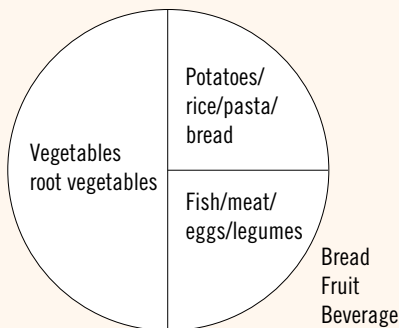 Vegetables
root vegetables
Potatoes/
rice/pasta/
bread
Fish/meat/
eggs/legumes
Bread
Fruit
Beverage